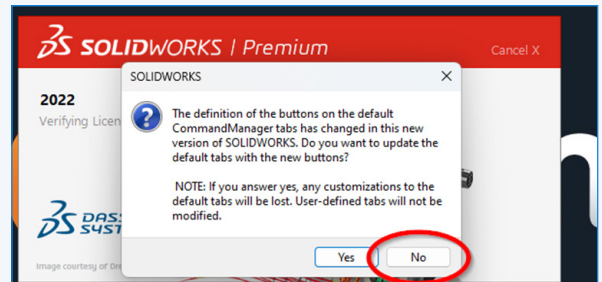 SOLIDWORKS | Premium
Cancel X
SOLIDWORKS
2022
Verifying Licen
The definition of the buttons on the default
CommandManager tabs has changed in this new
version of SOLIDWORKS. Do you want to update the
default tabs with the new buttons?
NOTE: If you answer yes, any customizations to the
default tabs will be lost. User-defined tabs will not be
modified.
DASS
SYST
Yes
No
Image courtesy of Dre